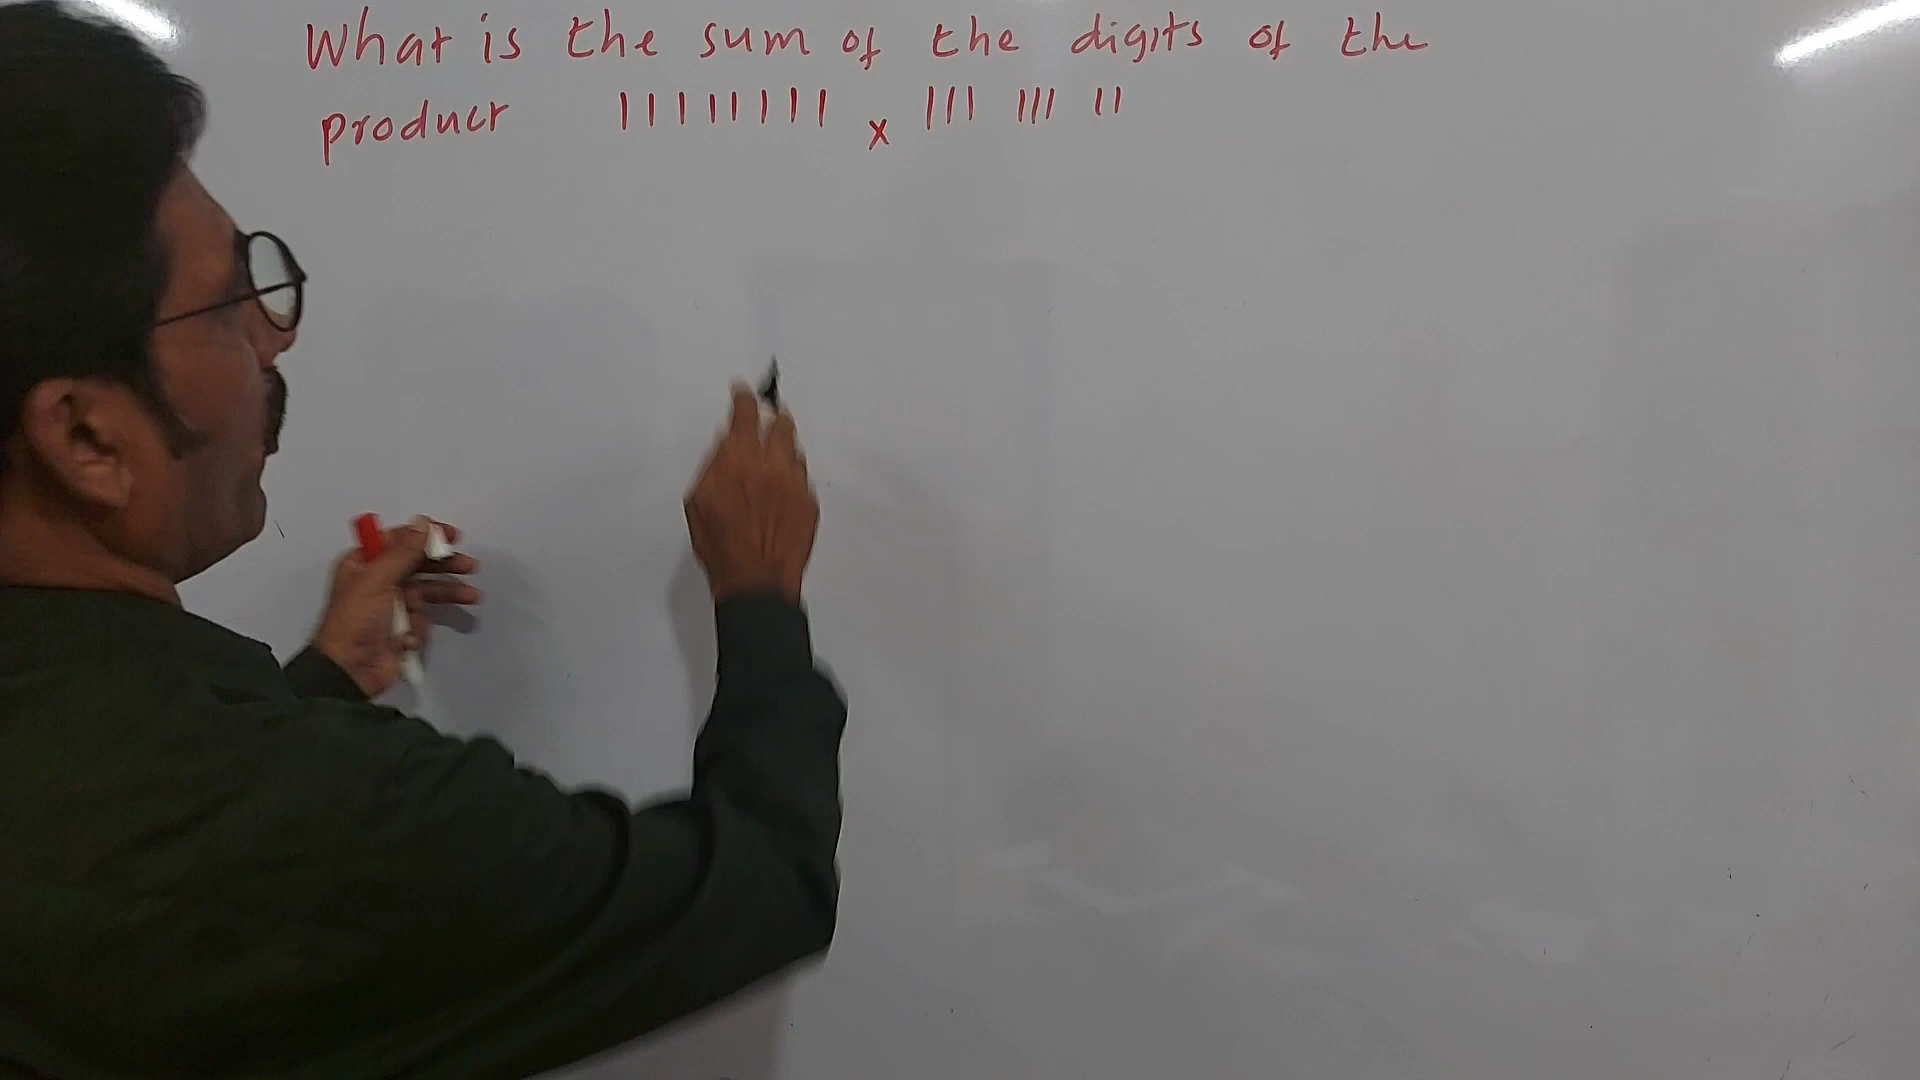 What is the sum of the digits of the
product 11111111 x 111 111 11